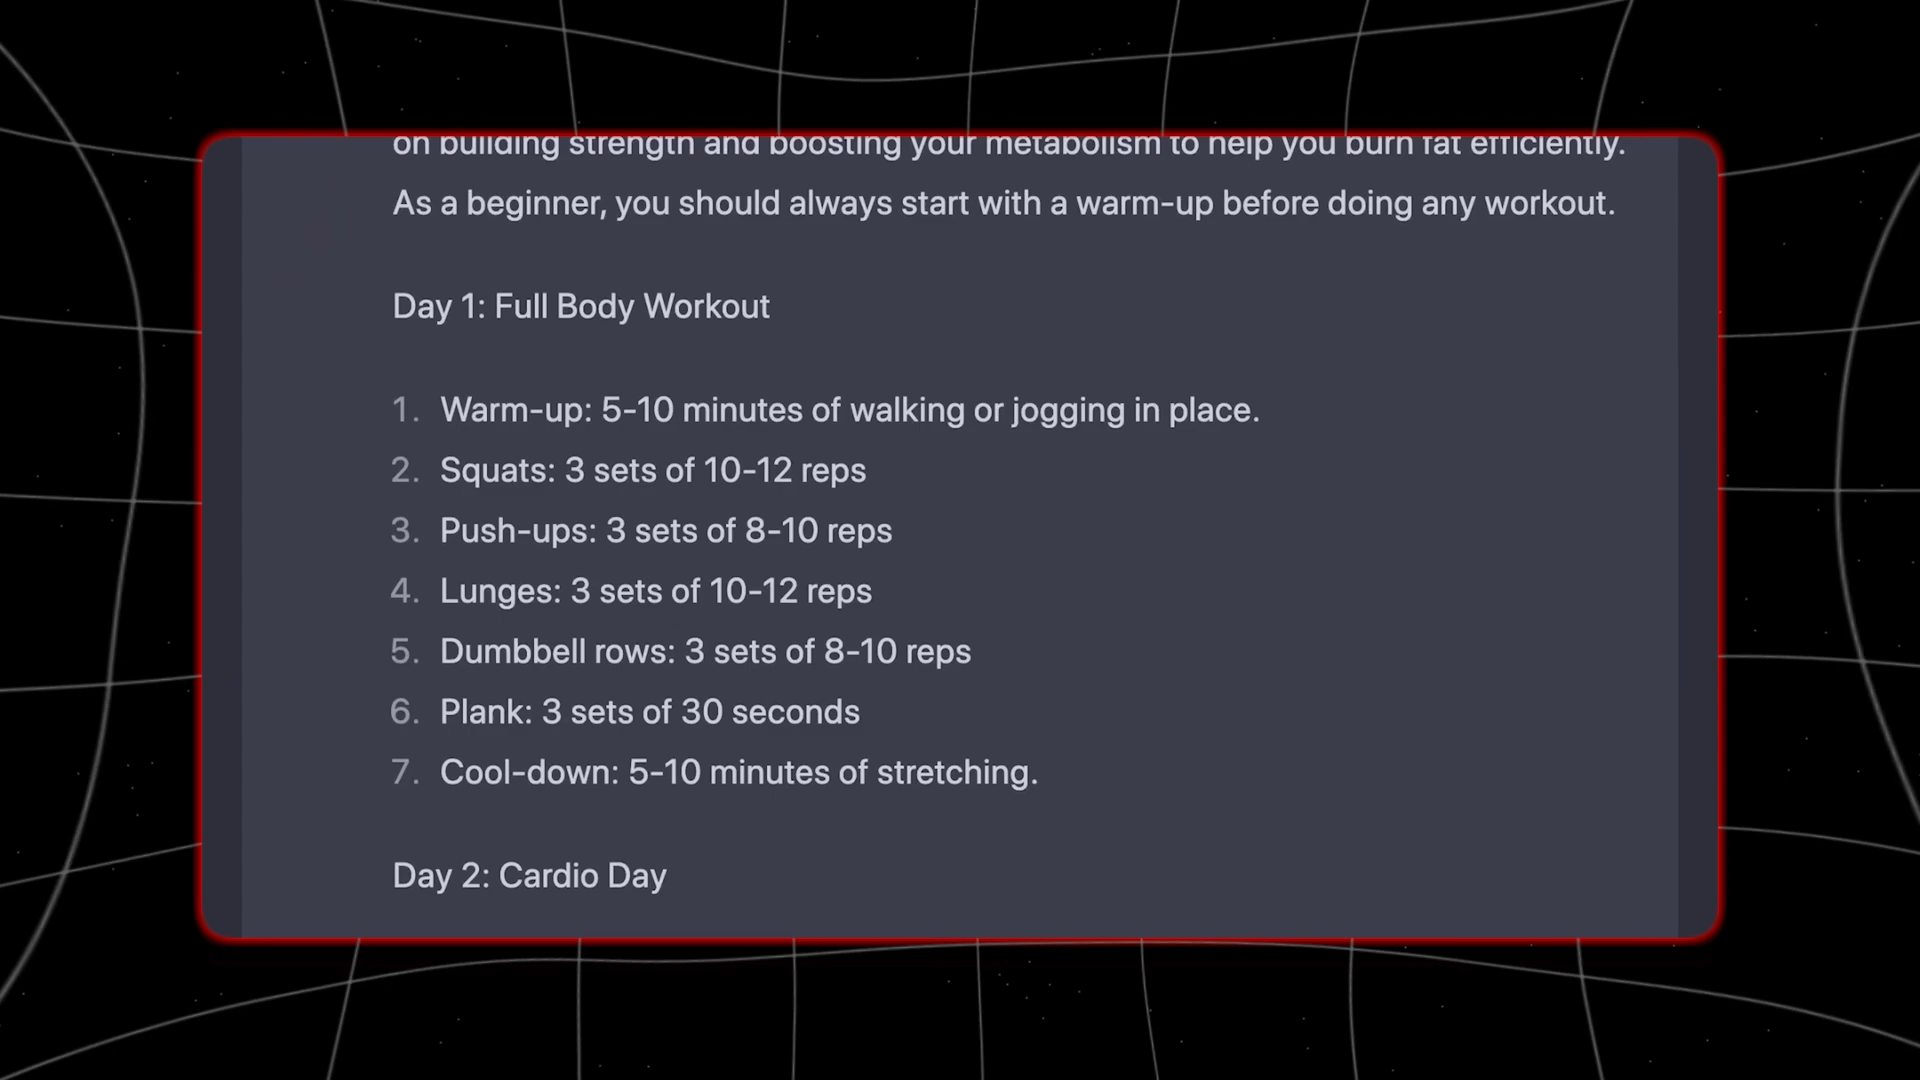 on building strength and boosting your metabolism to help you burn fat efficiently.
As a beginner, you should always start with a warm-up before doing any workout.
Day 1: Full Body Workout
1. Warm-up: 5-10 minutes of walking or jogging in place.
2. Squats: 3 sets of 10-12 reps
3. Push-ups: 3 sets of 8-10 reps
4. Lunges: 3 sets of 10-12 reps
5. Dumbbell rows: 3 sets of 8-10 reps
6. Plank: 3 sets of 30 seconds
7. Cool-down: 5-10 minutes of stretching.
Day 2: Cardio Day